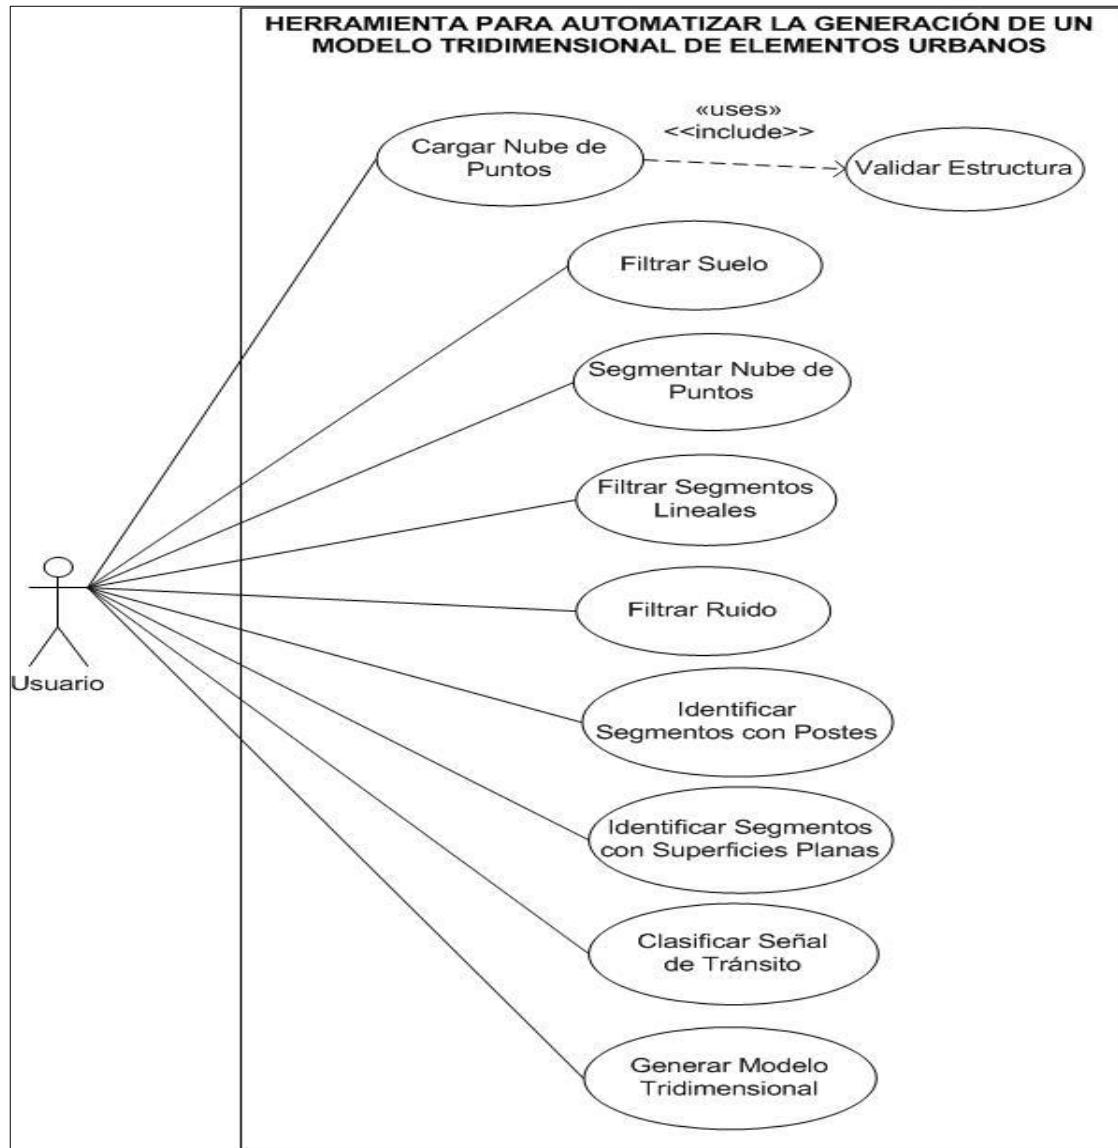 HERRAMIENTA PARA AUTOMATIZAR LA GENERACIÓN DE UN
MODELO TRIDIMENSIONAL DE ELEMENTOS URBANOS
«uses»
<<include>>
Cargar Nube de
Puntos
Validar Estructura
Filtrar Suelo
Segmentar Nube de
Puntos
Filtrar Segmentos
Lineales
Filtrar Ruido
Usuario
Identificar
Segmentos con Postes
Identificar Segmentos
con Superficies Planas
Clasificar Señal
de Tránsito
Generar Modelo
Tridimensional